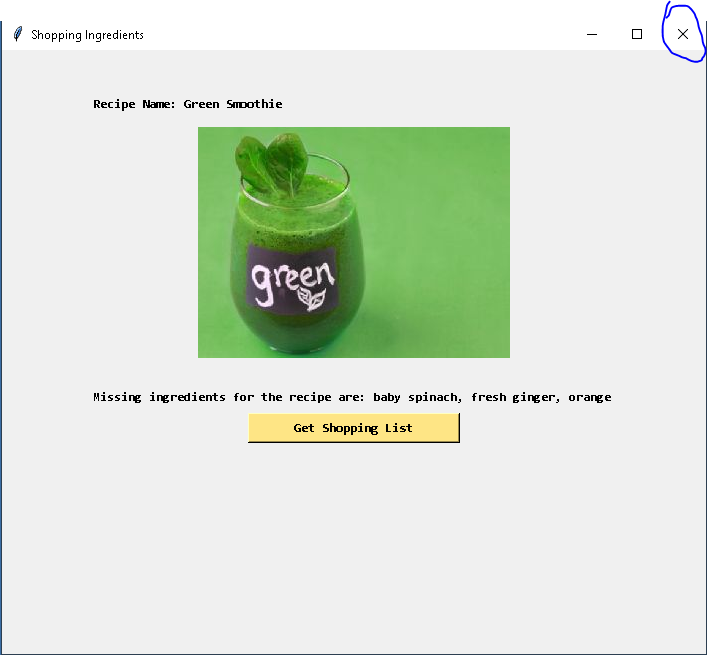 Shopping Ingredients
Recipe Name: Green Smoothie
green
Missing ingredients for the recipe are: baby spinach, fresh ginger, orange
Get Shopping List